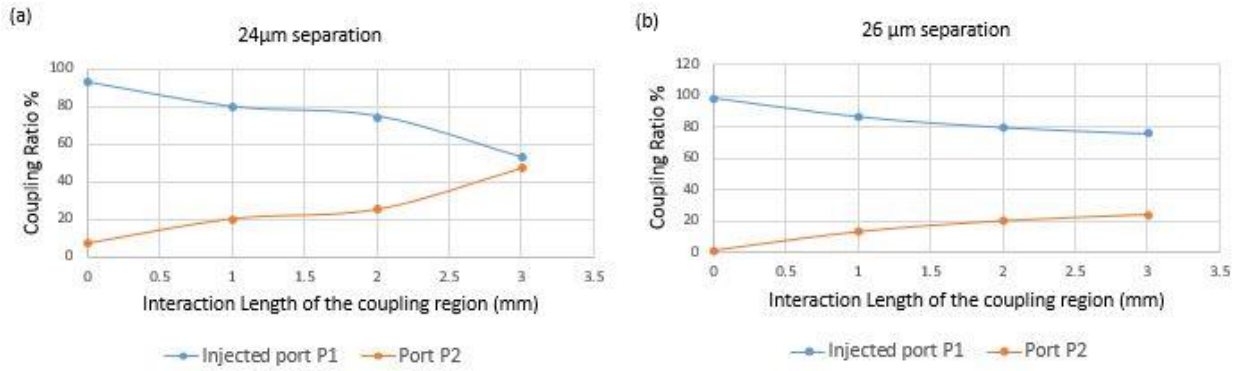 (a)
24µm separation
Coupling Ratio %
100
80
60
40
20
0
0 0.5 1 1.5 2 2.5 3 3.5
Interaction Length of the coupling region (mm)
Injected port P1 Port P2
(b)
26 µm separation
Coupling Ratio %
120
100
80
60
40
20
0
0 0.5 1 1.5 2 2.5 3 3.5
Interaction Length of the coupling region (mm)
Injected port P1 Port P2